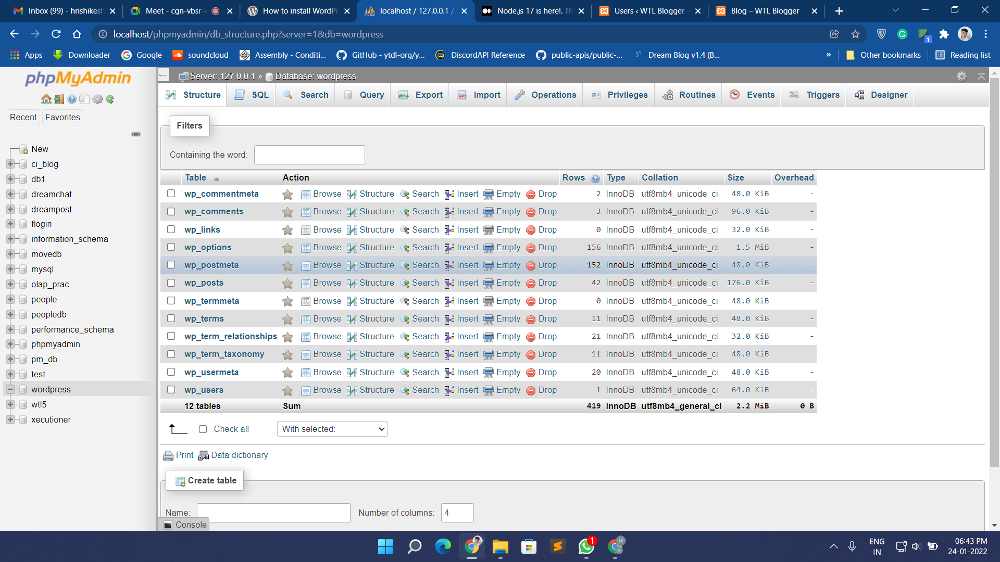 Inbox (99) - hrishikesh
Meet - cgn-vbsr-v
How to install WordPr
localhost / 127.0.0.1 /
Node.js 17 is here!. Th
Users ‹ WTL Blogger -
Blog – WTL Blogger
localhost/phpmyadmin/db_structure.php?server=1&db=wordpress
1
Apps
Downloader
Google
soundcloud
Assembly - Conditi...
GitHub - ytdl-org/y...
DiscordAPI Reference
public-apis/public-...
Dream Blog v1.4 (B...
»
Other bookmarks
Reading list
phpMyAdmin
Recent
Favorites
New
ci_blog
db1
dreamchat
dreampost
flogin
information_schema
movedb
mysql
olap_prac
people
peopledb
performance_schema
phpmyadmin
pm_db
test
wordpress
wtl5
xecutioner
Server: 127.0.0.1 » Database: wordpress
Structure SQL Search Query Export Import Operations Privileges Routines Events Triggers Designer
Filters
Containing the word:
Table Action Rows Type Collation Size Overhead
wp_commentmeta Browse Structure Search Insert Empty Drop 2 InnoDB utf8mb4_unicode_ci 48.0 KiB -
wp_comments Browse Structure Search Insert Empty Drop 3 InnoDB utf8mb4_unicode_ci 96.0 KiB -
wp_links Browse Structure Search Insert Empty Drop 0 InnoDB utf8mb4_unicode_ci 32.0 KiB -
wp_options Browse Structure Search Insert Empty Drop 156 InnoDB utf8mb4_unicode_ci 1.5 MiB -
wp_postmeta Browse Structure Search Insert Empty Drop 152 InnoDB utf8mb4_unicode_ci 48.0 KiB -
wp_posts Browse Structure Search Insert Empty Drop 42 InnoDB utf8mb4_unicode_ci 176.0 KiB -
wp_termmeta Browse Structure Search Insert Empty Drop 0 InnoDB utf8mb4_unicode_ci 48.0 KiB -
wp_terms Browse Structure Search Insert Empty Drop 11 InnoDB utf8mb4_unicode_ci 48.0 KiB -
wp_term_relationships Browse Structure Search Insert Empty Drop 21 InnoDB utf8mb4_unicode_ci 32.0 KiB -
wp_term_taxonomy Browse Structure Search Insert Empty Drop 11 InnoDB utf8mb4_unicode_ci 48.0 KiB -
wp_usermeta Browse Structure Search Insert Empty Drop 20 InnoDB utf8mb4_unicode_ci 48.0 KiB -
wp_users Browse Structure Search Insert Empty Drop 1 InnoDB utf8mb4_unicode_ci 64.0 KiB -
12 tables Sum 419 InnoDB utf8mb4_general_ci 2.2 MiB 0 B
Check all With selected:
Print Data dictionary
Create table
Name: Number of columns: 4
Console
1
H
H
ENG
IN
06:43 PM
24-01-2022